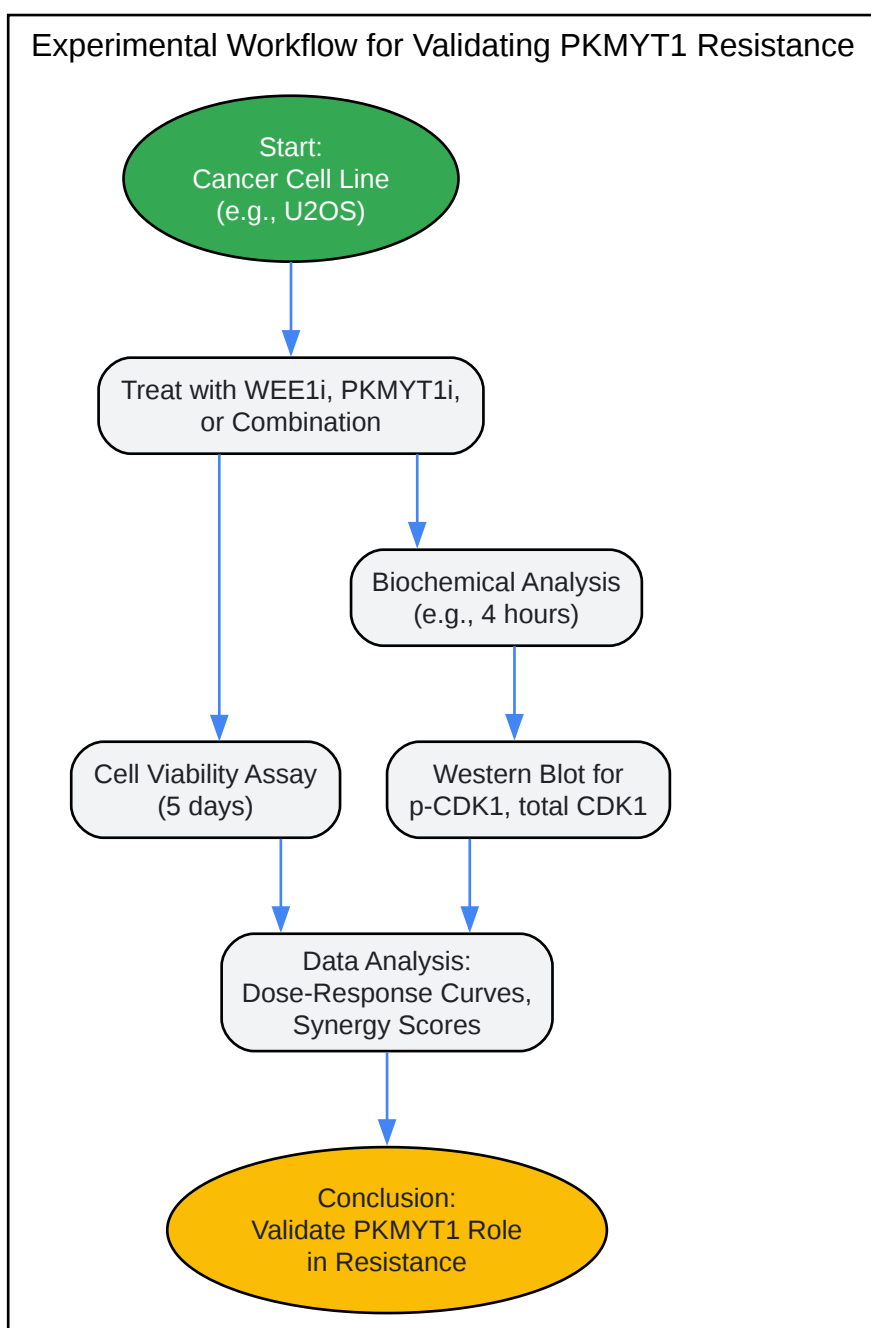 Experimental Workflow for Validating PKMYT1 Resistance
Start:
Cancer Cell Line
(e.g., U2OS)
Treat with WEE1i, PKMYT1i,
or Combination
Biochemical Analysis
(e.g., 4 hours)
Cell Viability Assay
(5 days)
Western Blot for
p-CDK1, total CDK1
Data Analysis:
Dose-Response Curves,
Synergy Scores
Conclusion:
Validate PKMYT1 Role
in Resistance